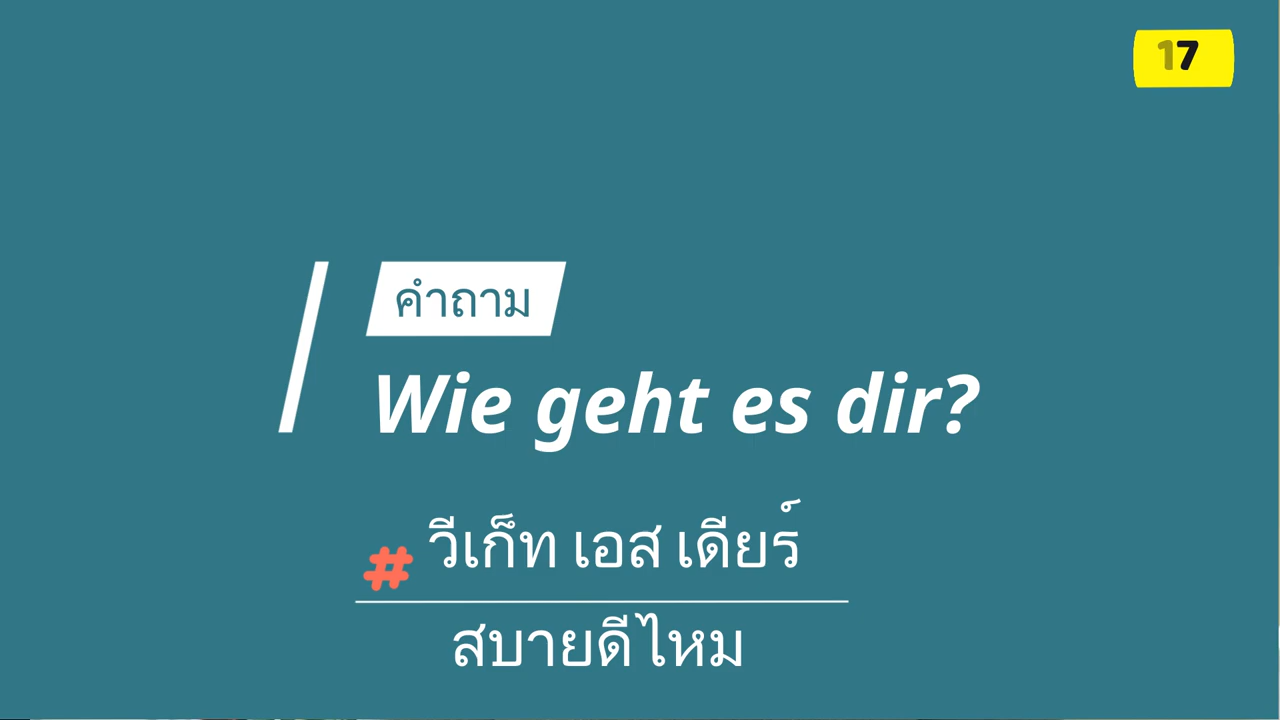 17
คำถาม
Wie geht es dir?
# วีเก็ท เอส เดียร์
สบายดีไหม